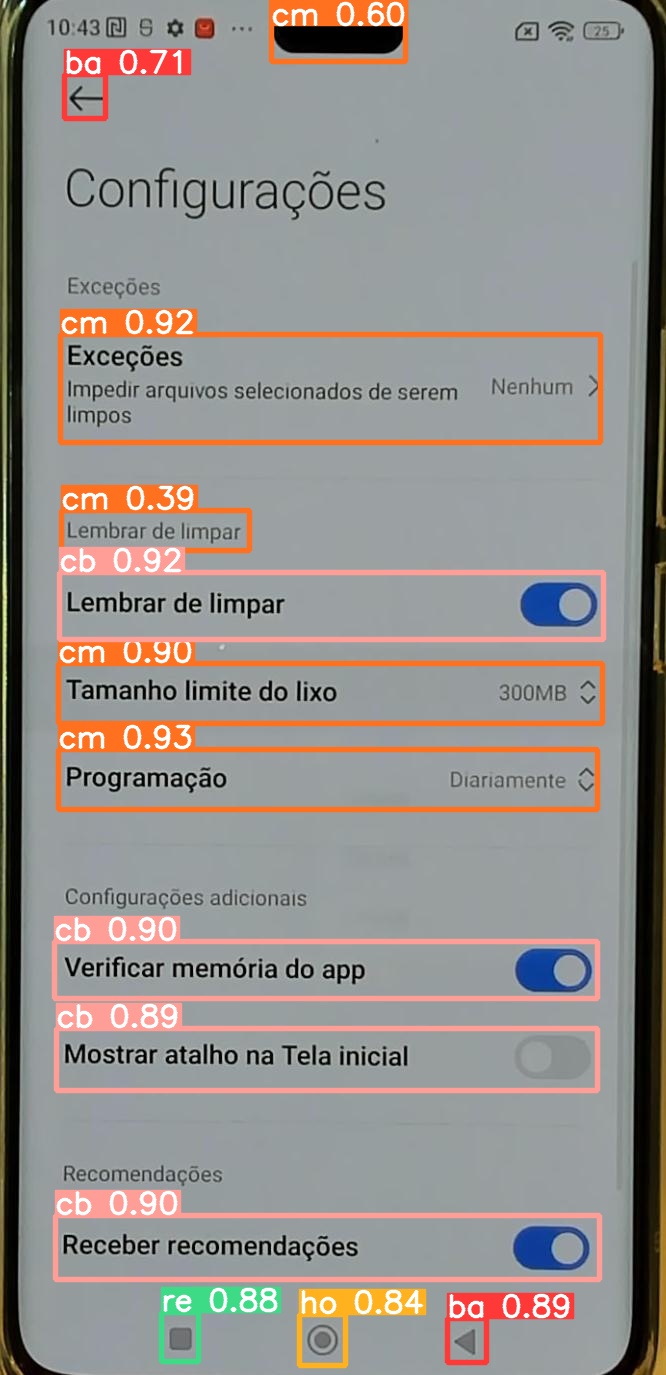 10:43
25
cm 0.60
ba 0.71
Configurações
Exceções
cm 0.92
Exceções
Impedir arquivos selecionados de serem
limpos
Nenhum
cm 0.39
Lembrar de limpar
cb 0.92
Lembrar de limpar
cm 0.90
Tamanho limite do lixo
300MB
cm 0.93
Programação
Diariamente
Configurações adicionais
cb 0.90
Verificar memória do app
cb 0.89
Mostrar atalho na Tela inicial
Recomendações
cb 0.90
Receber recomendações
re 0.88
ho 0.84
ba 0.89